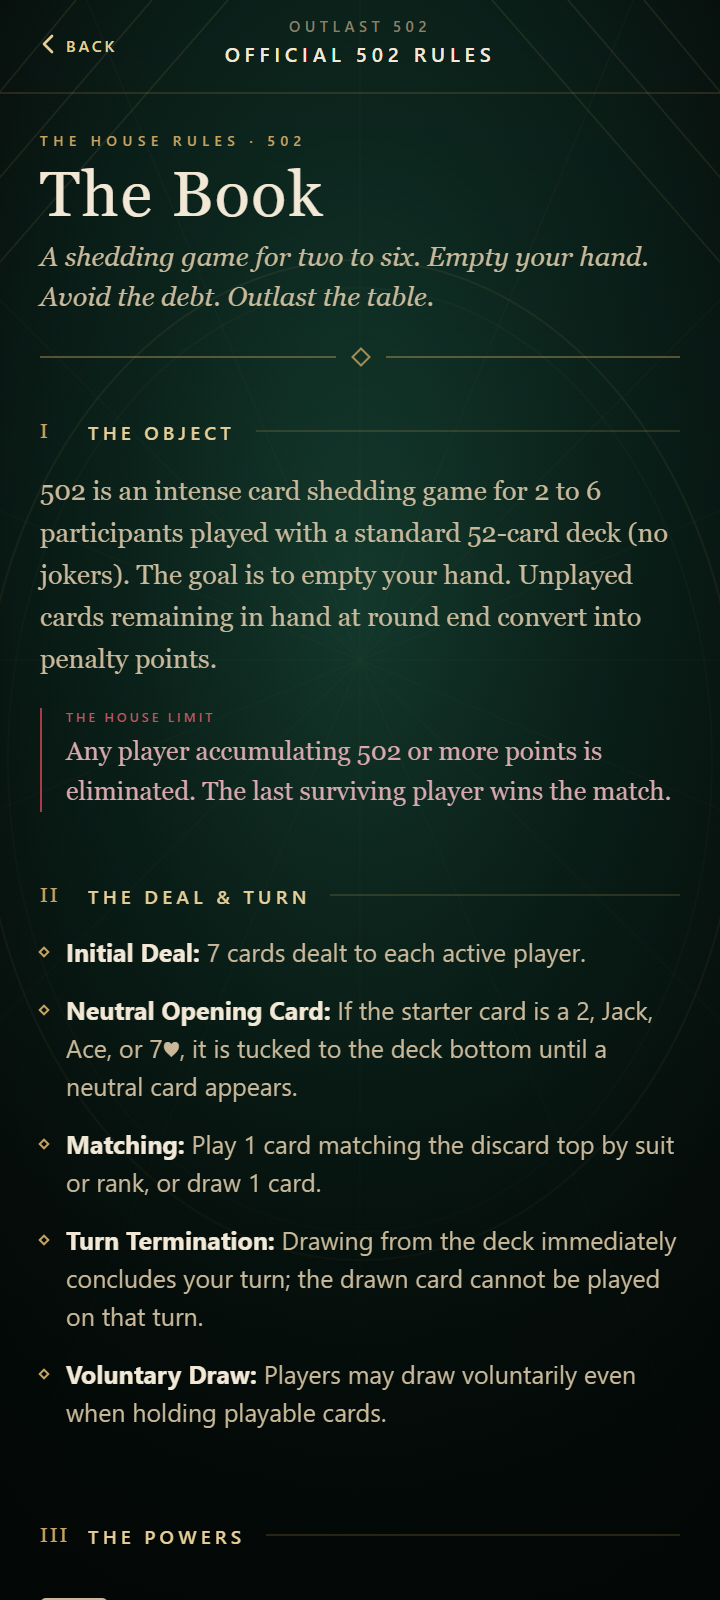 BACK
OUTLAST 502
OFFICIAL 502 RULES
THE HOUSE RULES · 502
The Book
A shedding game for two to six. Empty your hand.
Avoid the debt. Outlast the table.
I THE OBJECT
502 is an intense card shedding game for 2 to 6
participants played with a standard 52-card deck (no
jokers). The goal is to empty your hand. Unplayed
cards remaining in hand at round end convert into
penalty points.
THE HOUSE LIMIT
Any player accumulating 502 or more points is
eliminated. The last surviving player wins the match.
II THE DEAL & TURN
Initial Deal: 7 cards dealt to each active player.
Neutral Opening Card: If the starter card is a 2, Jack,
Ace, or 7♥, it is tucked to the deck bottom until a
neutral card appears.
Matching: Play 1 card matching the discard top by suit
or rank, or draw 1 card.
Turn Termination: Drawing from the deck immediately
concludes your turn; the drawn card cannot be played
on that turn.
Voluntary Draw: Players may draw voluntarily even
when holding playable cards.
III THE POWERS